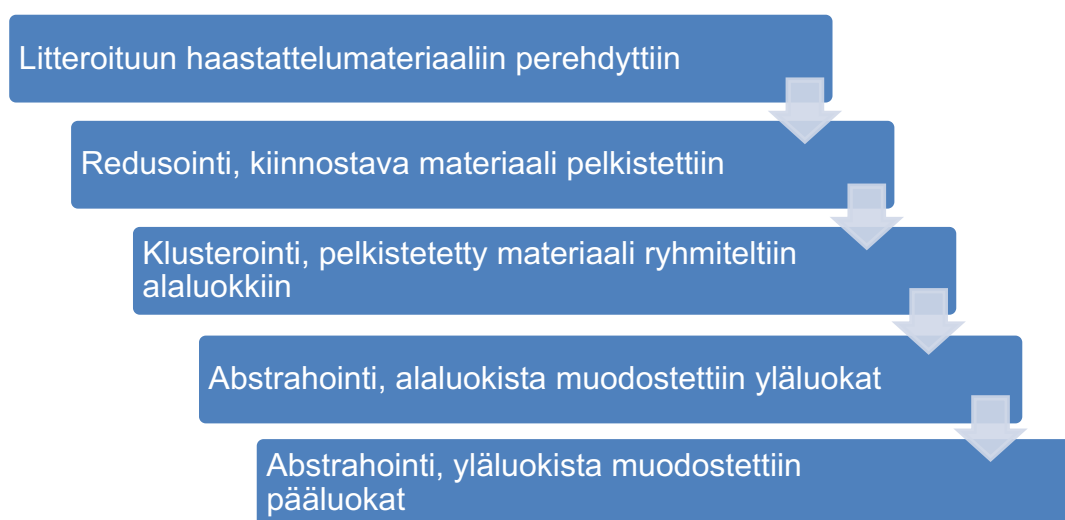 Litteroituun haastattelumateriaaliin perehdyttiin
Redusointi, kiinnostava materiaali pelkistettiin
Klusterointi, pelkistetetty materiaali ryhmiteltiin
alaluokkiin
Abstrahointi, alaluokista muodostettiin yläluokat
Abstrahointi, yläluokista muodostettiin
pääluokat